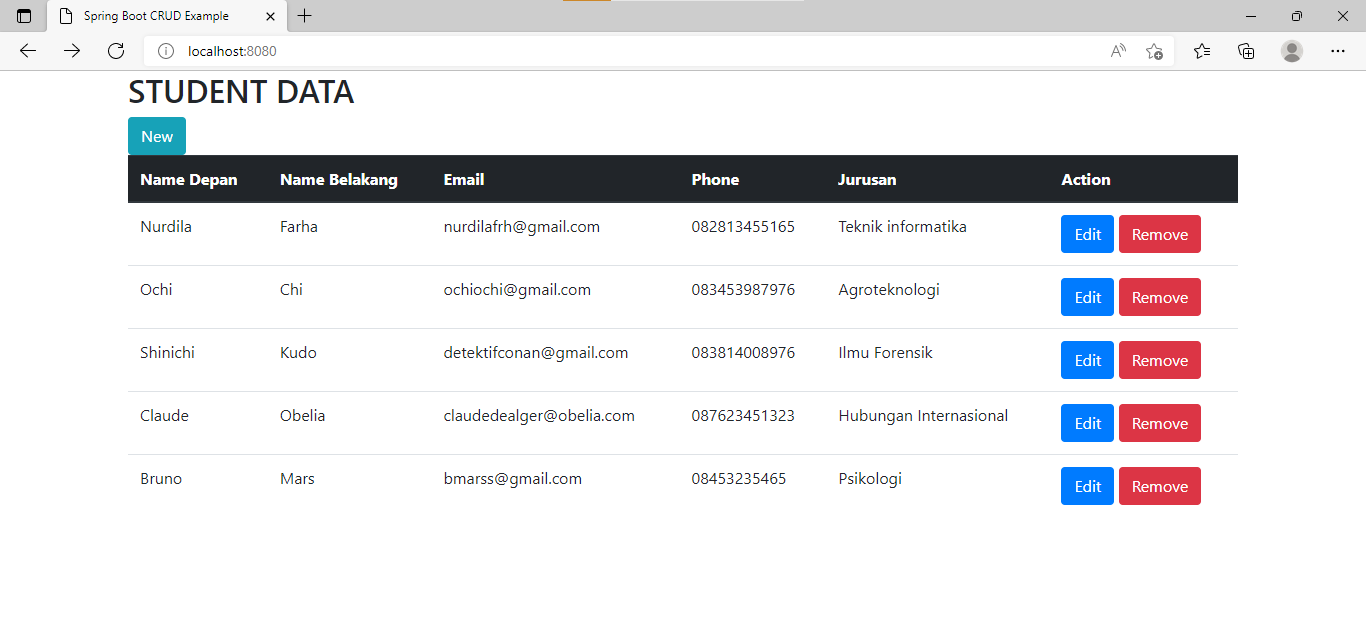 Spring Boot CRUD Example
localhost:8080
STUDENT DATA
New
Name Depan Name Belakang Email Phone Jurusan Action
Nurdila Farha nurdilafrh@gmail.com 082813455165 Teknik informatika Edit Remove
Ochi Chi ochiochi@gmail.com 083453987976 Agroteknologi Edit Remove
Shinichi Kudo detektifconan@gmail.com 083814008976 Ilmu Forensik Edit Remove
Claude Obelia claudedealger@obelia.com 087623451323 Hubungan Internasional Edit Remove
Bruno Mars bmarss@gmail.com 08453235465 Psikologi Edit Remove